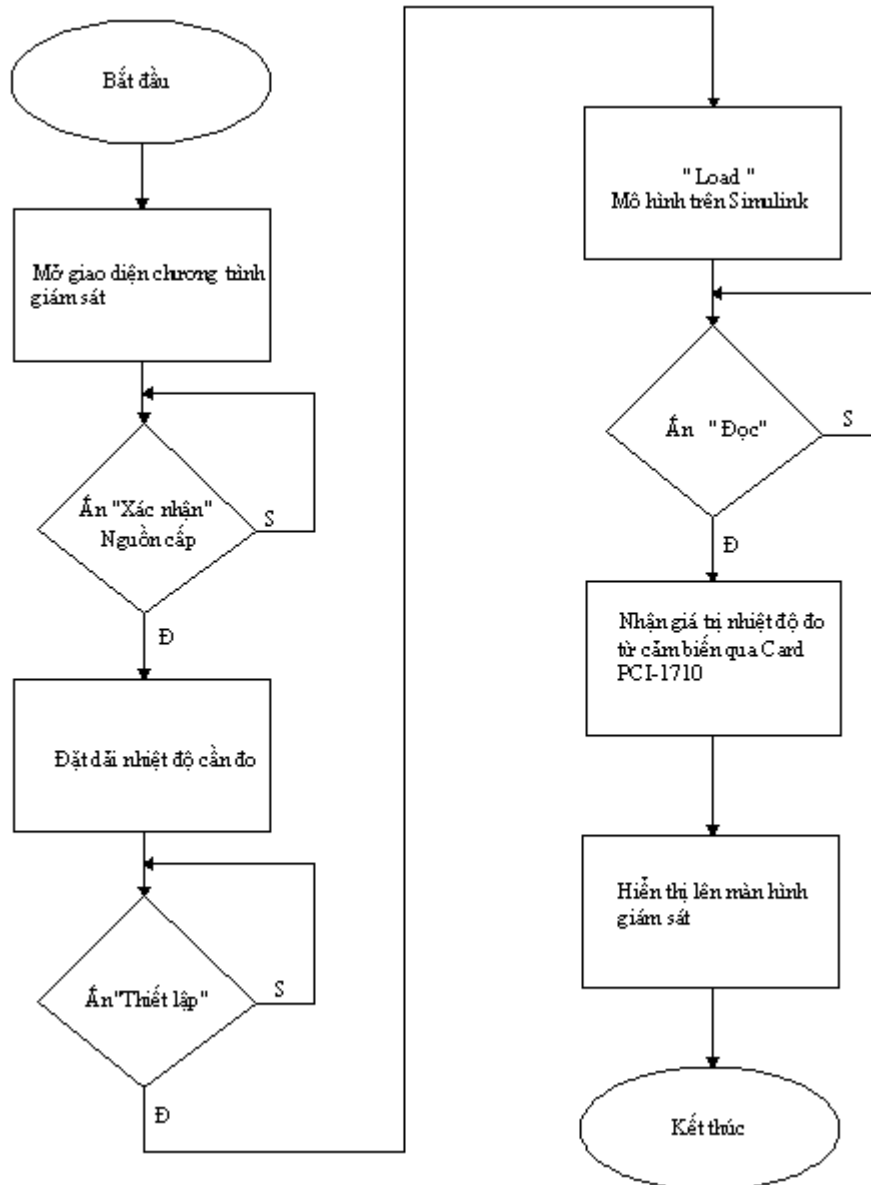 Bắt đầu
Mở giao diện chương trình
giám sát
Ấn "Xác nhận"
Nguồn cấp
S
Đ
Đặt dải nhiệt độ cần đo
Ấn"Thiết lập"
S
Đ
" Load "
Mô hình trên Simulink
Ấn " Đọc"
S
Đ
Nhận giá trị nhiệt độ đo
từ cảm biến qua Card
PCI-1710
Hiển thị lên màn hình
giám sát
Kết thúc